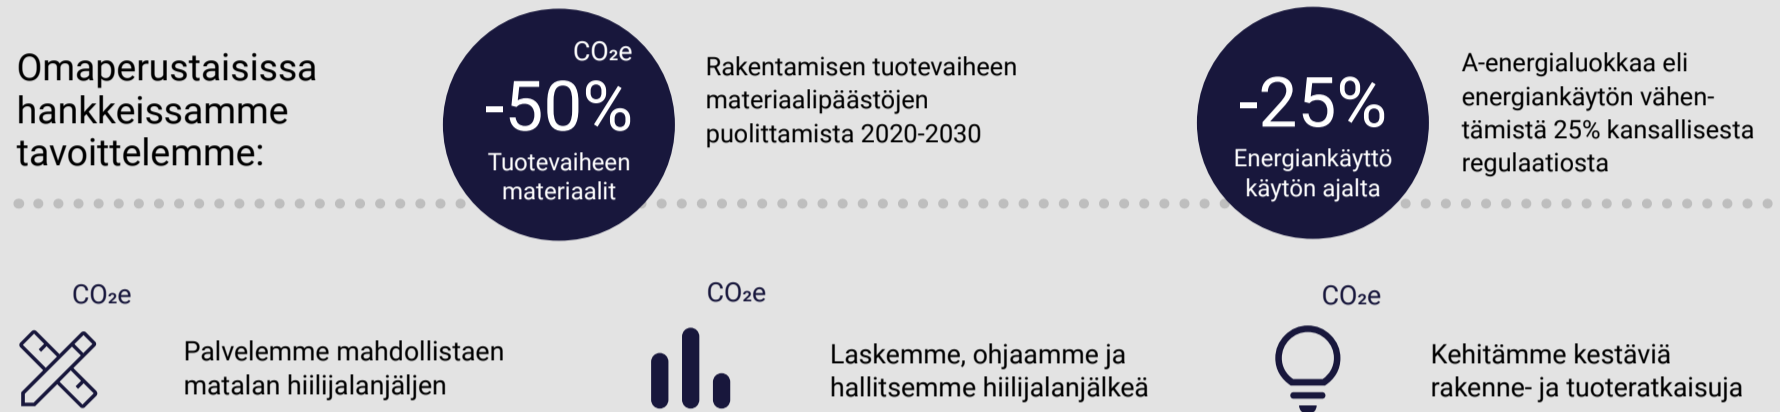 Omaperustaisissa
hankkeissamme
tavoittelemme:
CO₂e
-50%
Tuotevaiheen
materiaalit
Rakentamisen tuotevaiheen
materiaalipäästöjen
puolittamista 2020-2030
-25%
Energiankäyttö
käytön ajalta
A-energialuokkaa eli
energiankäytön vähen-
tämistä 25% kansallisesta
regulaatiosta
CO₂e
Palvelemme mahdollistaen
matalan hiilijalanjäljen
CO₂e
Laskemme, ohjaamme ja
hallitsemme hiilijalanjälkeä
CO₂e
Kehitämme kestäviä
rakenne- ja tuoteratkaisuja